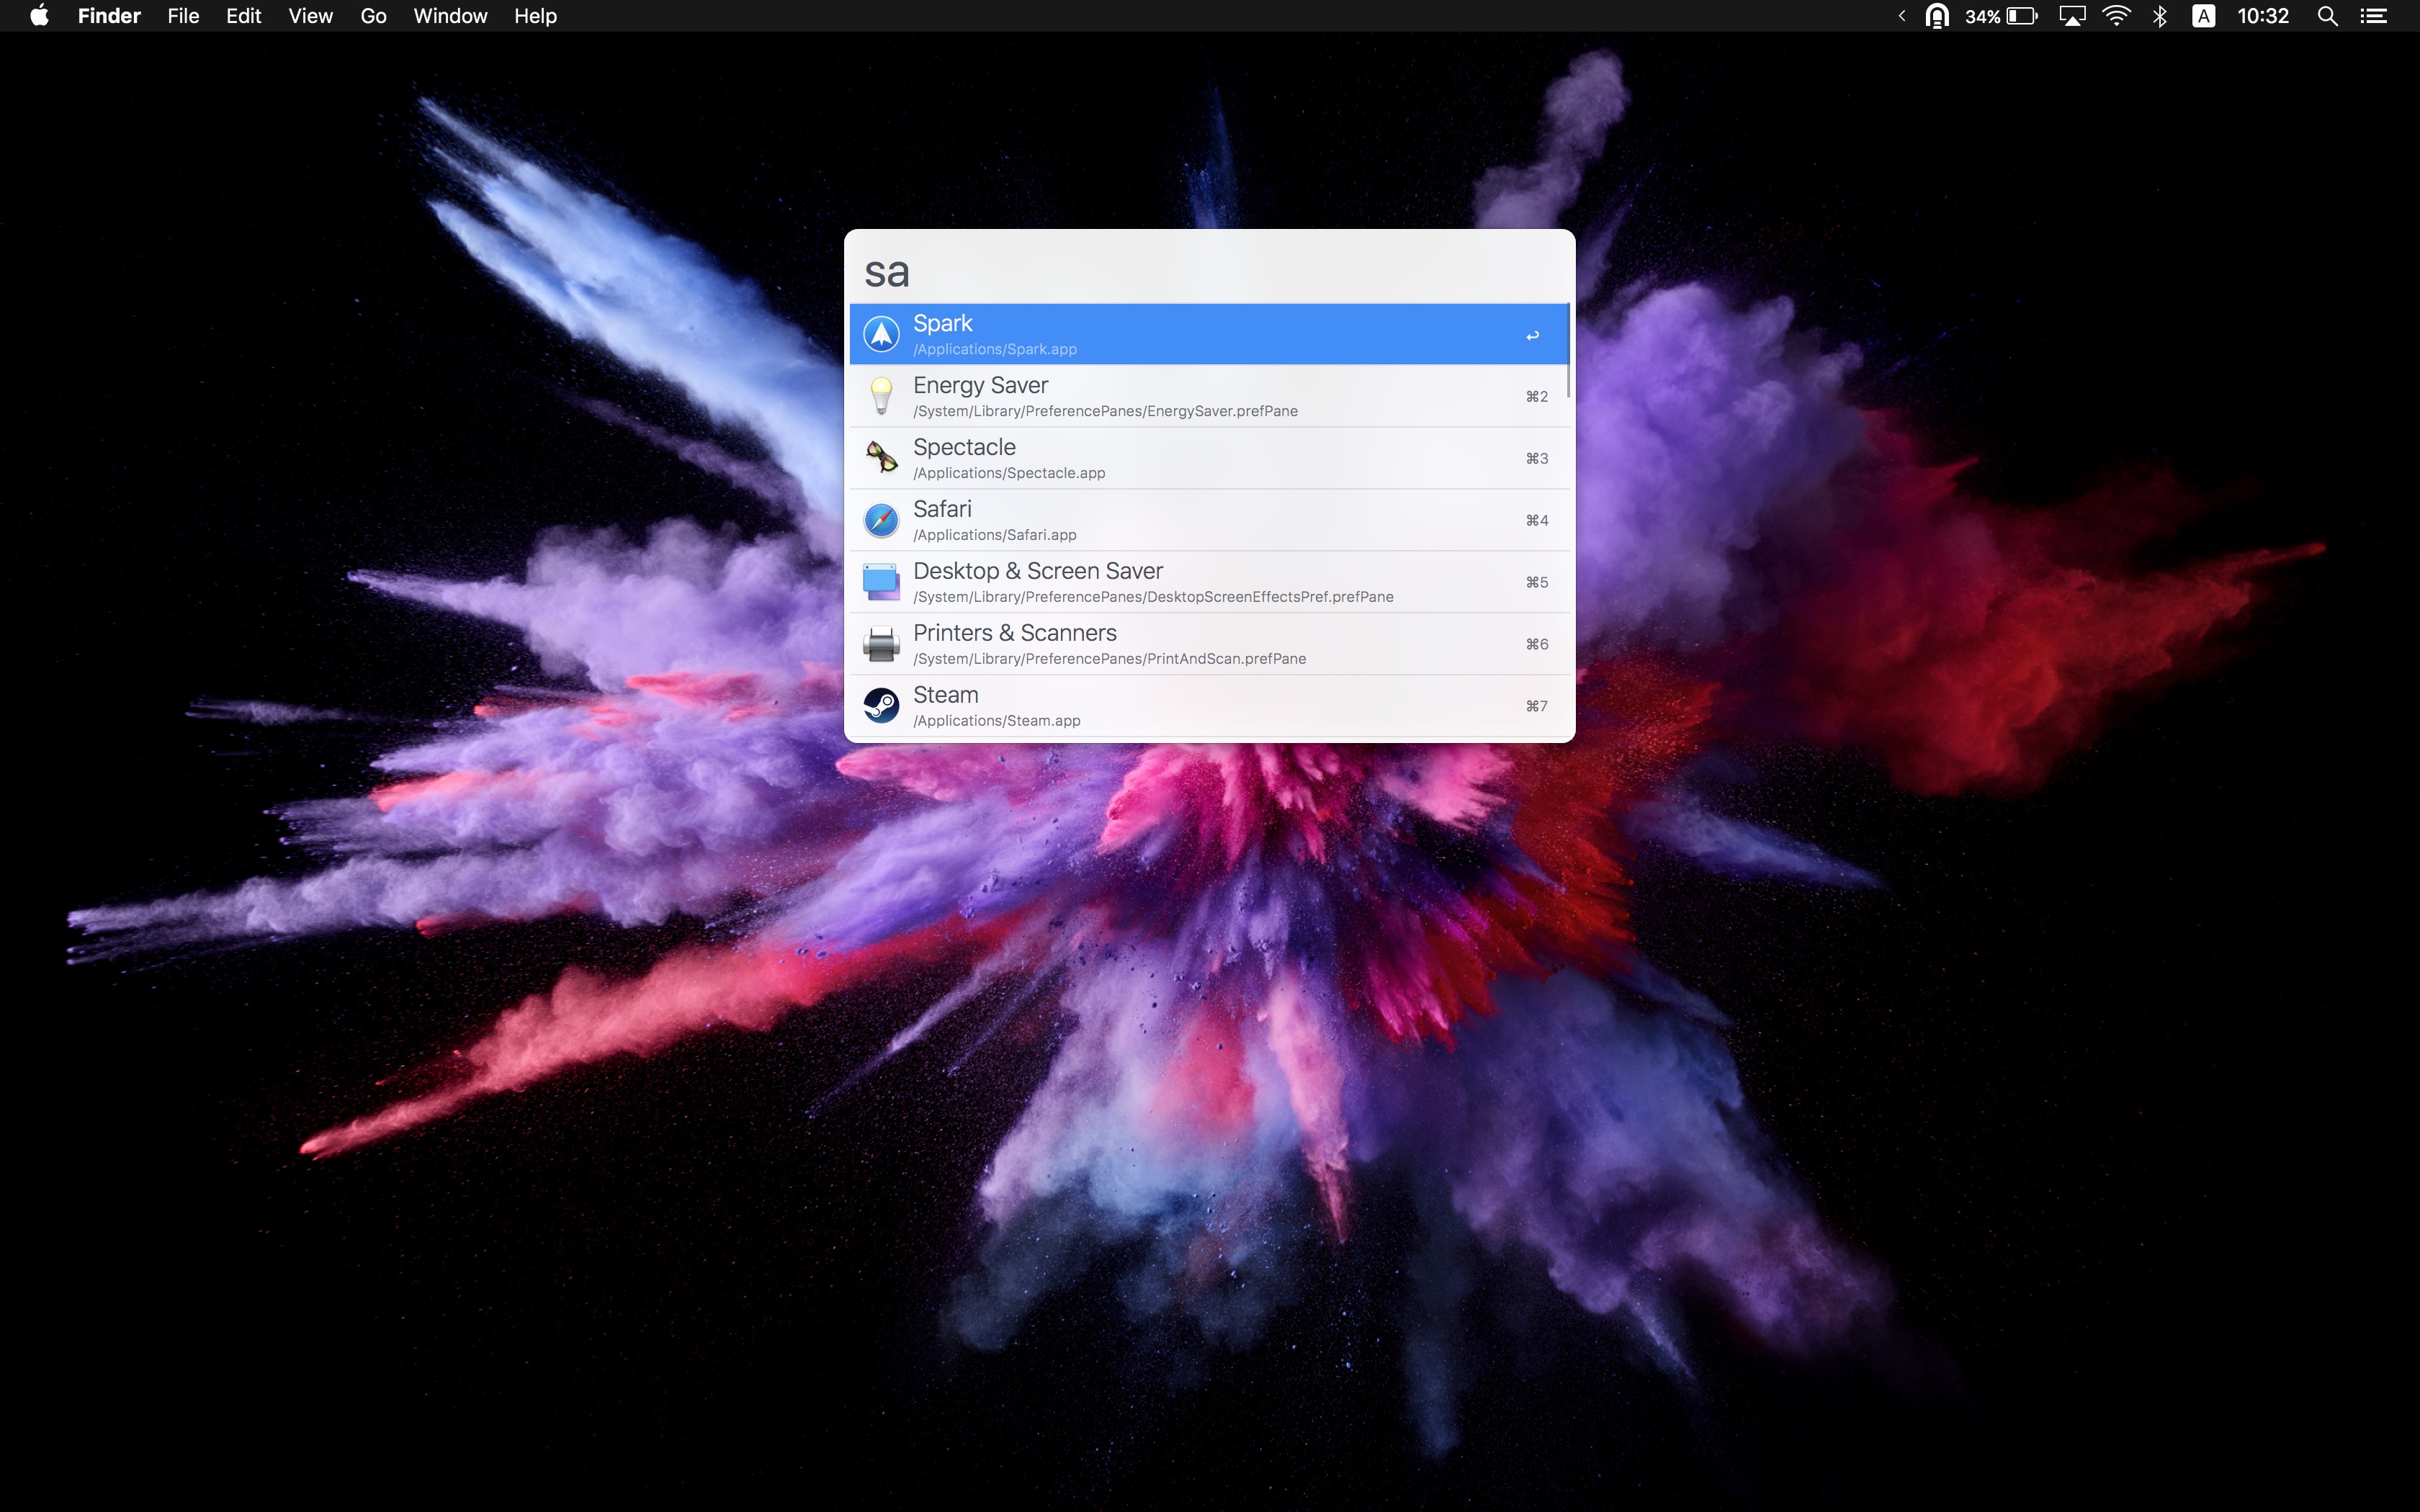 Finder File Edit View Go Window Help 34% A 10:32
sa
Spark
/Applications/Spark.app
Energy Saver ⌘2
/System/Library/PreferencePanes/EnergySaver.prefPane
Spectacle ⌘3
/Applications/Spectacle.app
Safari ⌘4
/Applications/Safari.app
Desktop & Screen Saver ⌘5
/System/Library/PreferencePanes/DesktopScreenEffectsPref.prefPane
Printers & Scanners ⌘6
/System/Library/PreferencePanes/PrintAndScan.prefPane
Steam ⌘7
/Applications/Steam.app